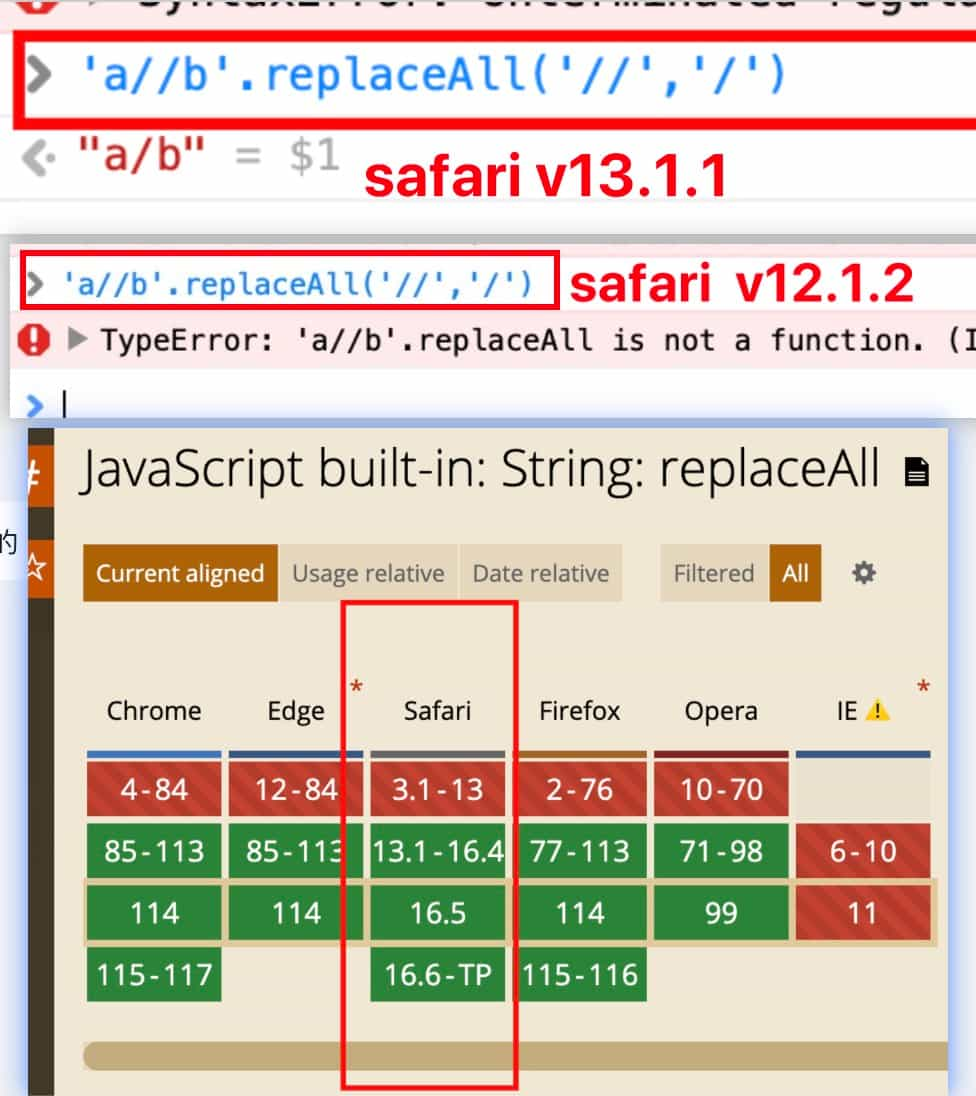 'a//b'.replaceAll('//','/')
"a/b" = $1
safari v13.1.1
'a//b'.replaceAll('//','/') safari v12.1.2
TypeError: 'a//b'.replaceAll is not a function. (I
JavaScript built-in: String: replaceAll
的
Current aligned Usage relative Date relative Filtered All
* *
Chrome Edge Safari Firefox Opera IE
4-84 12-84 3.1-13 2-76 10-70
85-113 85-113 13.1-16.4 77-113 71-98 6-10
114 114 16.5 114 99 11
115-117 16.6-TP 115-116